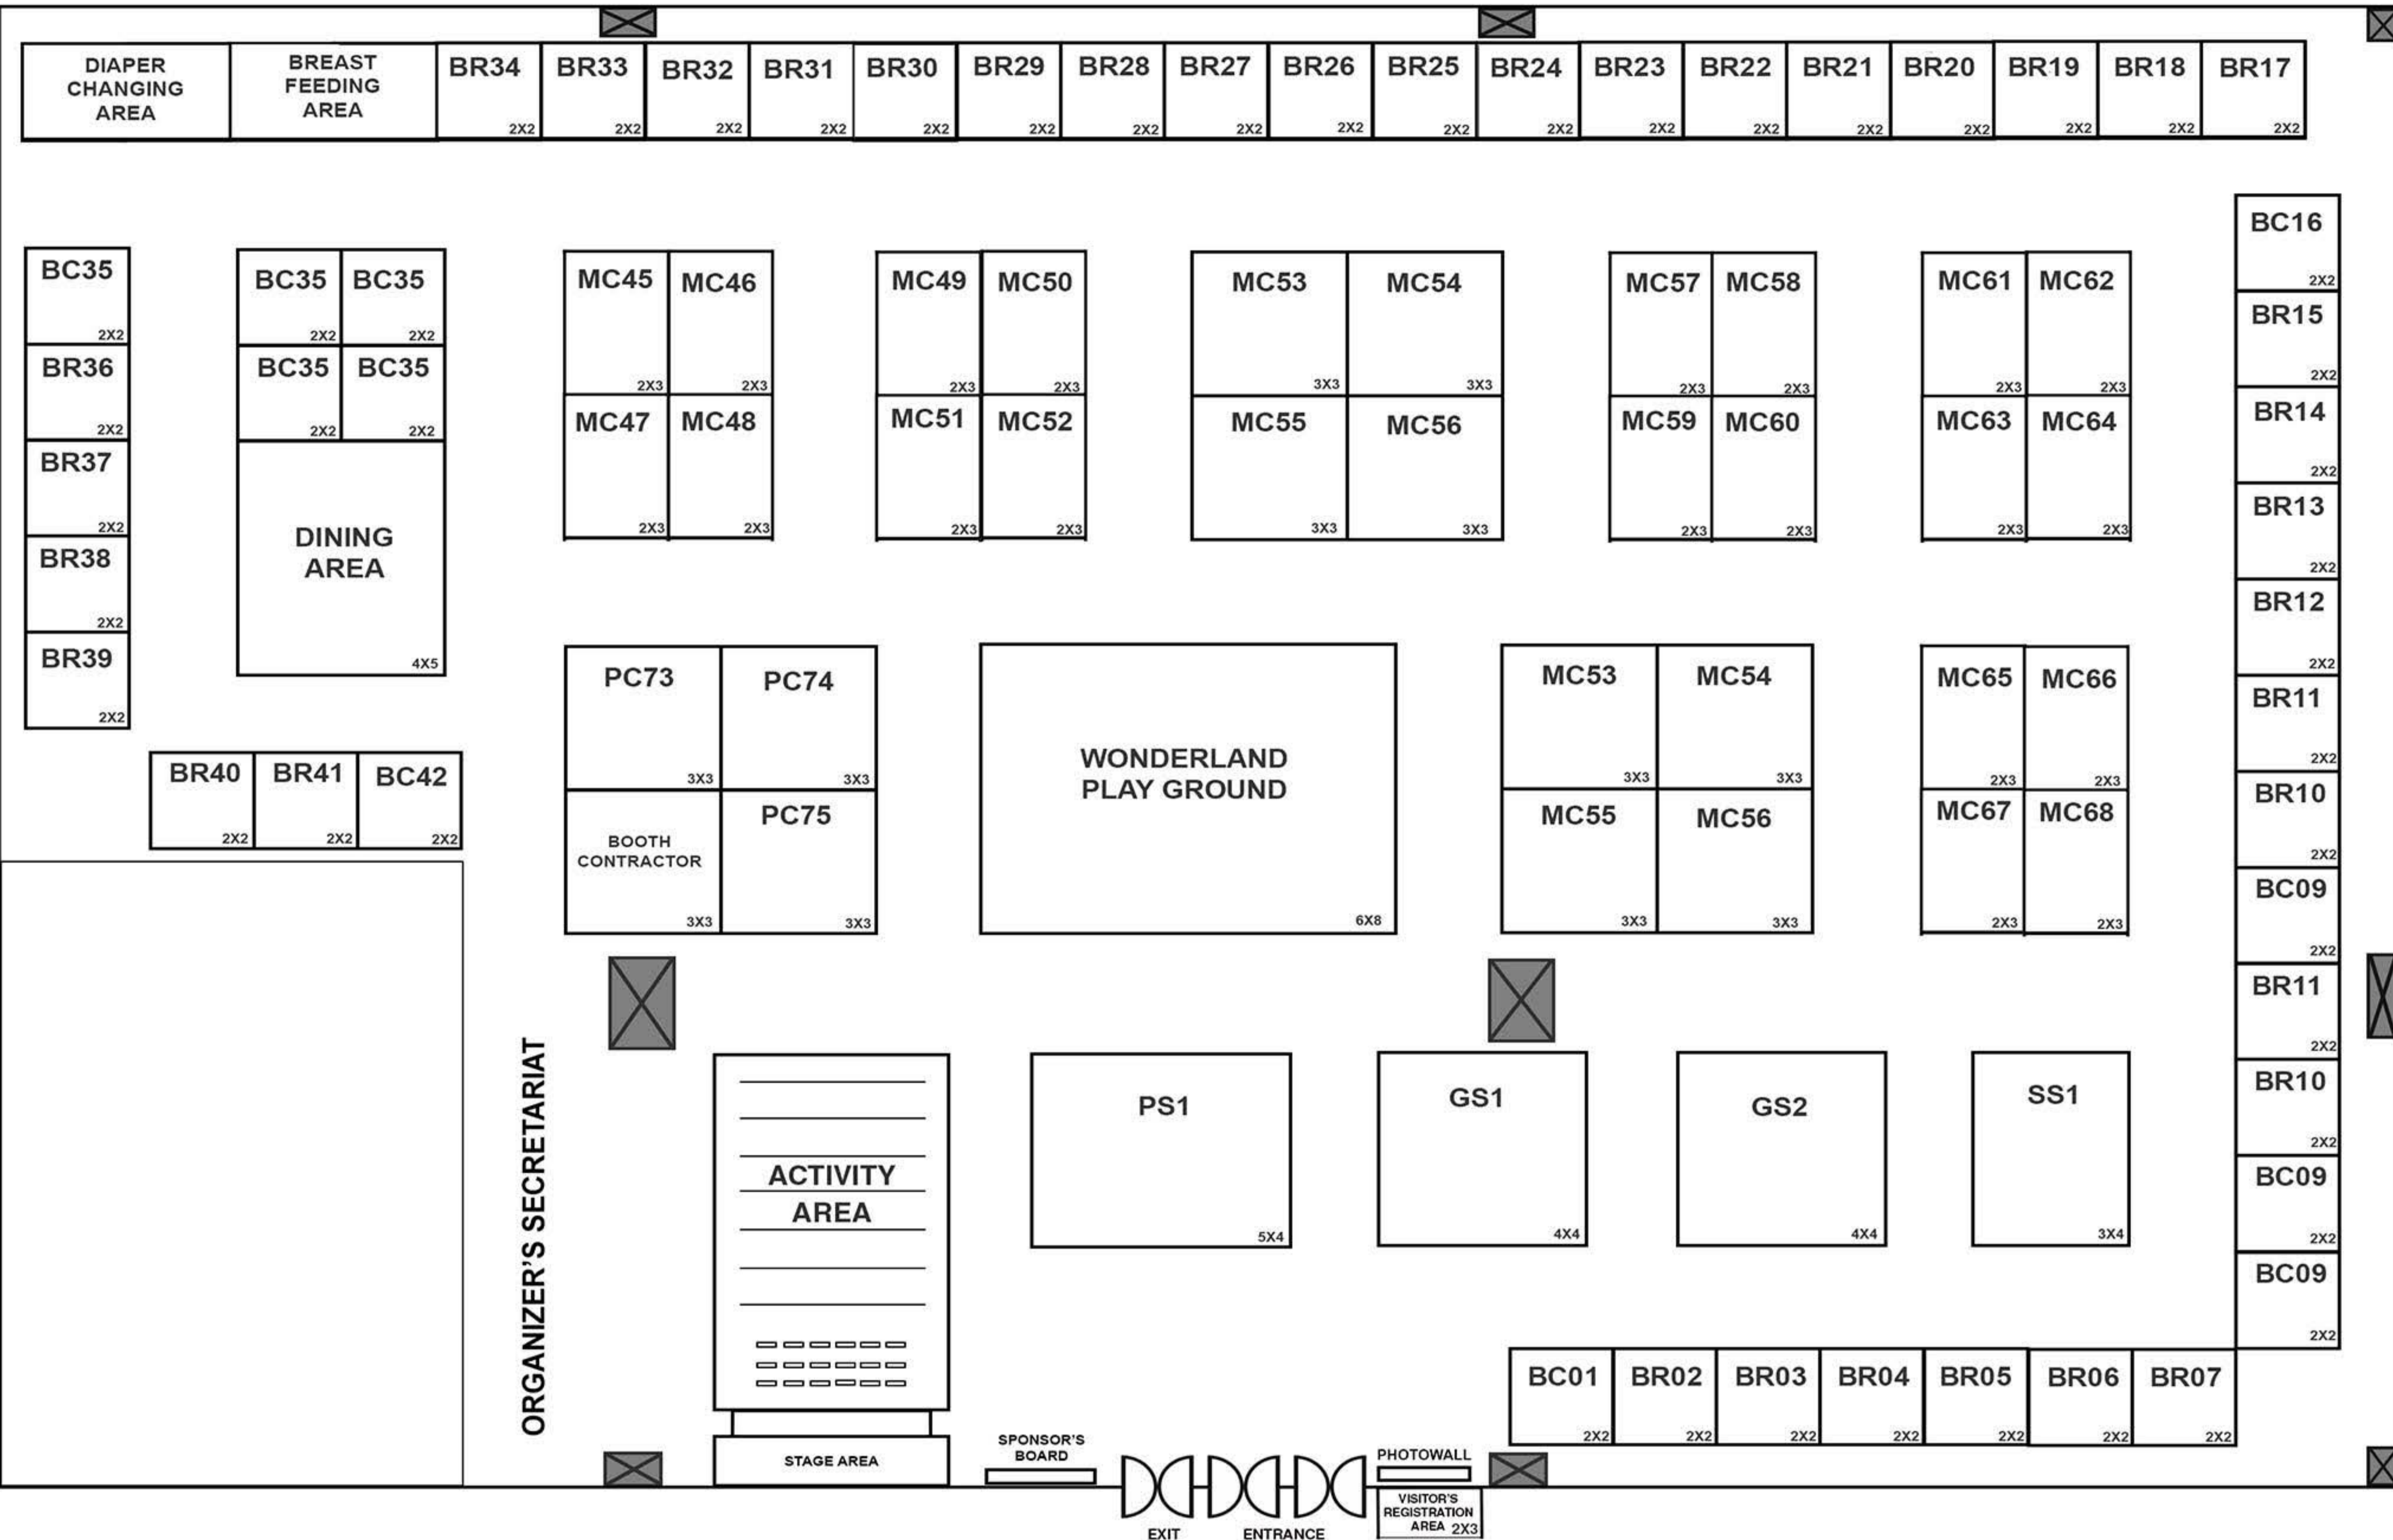 DIAPER
CHANGING
AREA
BREAST
FEEDING
AREA
BR34 BR33 BR32 BR31 BR30 BR29 BR28 BR27 BR26 BR25 BR24 BR23 BR22 BR21 BR20 BR19 BR18 BR17
2X2 2X2 2X2 2X2 2X2 2X2 2X2 2X2 2X2 2X2 2X2 2X2 2X2 2X2 2X2 2X2 2X2 2X2
BC35
2X2
BR36
2X2
BR37
2X2
BR38
2X2
BR39
2X2
BC35 BC35
2X2 2X2
BC35 BC35
2X2 2X2
DINING
AREA
4X5
MC45 MC46
2X3 2X3
MC47 MC48
2X3 2X3
MC49 MC50
2X3 2X3
MC51 MC52
2X3 2X3
MC53 MC54
3X3 3X3
MC55 MC56
3X3 3X3
MC57 MC58
2X3 2X3
MC59 MC60
2X3 2X3
MC61 MC62
2X3 2X3
MC63 MC64
2X3 2X3
BC16
2X2
BR15
2X2
BR14
2X2
BR13
2X2
BR12
2X2
BR11
2X2
BR10
2X2
BC09
2X2
BR11
2X2
BR10
2X2
BC09
2X2
BC09
2X2
BR40 BR41 BC42
2X2 2X2 2X2
PC73 PC74
3X3 3X3
BOOTH
CONTRACTOR
3X3
PC75
3X3
WONDERLAND
PLAY GROUND
6X8
MC53 MC54
3X3 3X3
MC55 MC56
3X3 3X3
MC65 MC66
2X3 2X3
MC67 MC68
2X3 2X3
ORGANIZER'S SECRETARIAT
ACTIVITY
AREA
STAGE AREA
PS1
5X4
GS1
4X4
GS2
4X4
SS1
3X4
BC01 BR02 BR03 BR04 BR05 BR06 BR07
2X2 2X2 2X2 2X2 2X2 2X2 2X2
SPONSOR'S
BOARD
EXIT
ENTRANCE
PHOTOWALL
VISITOR'S
REGISTRATION
AREA 2X3